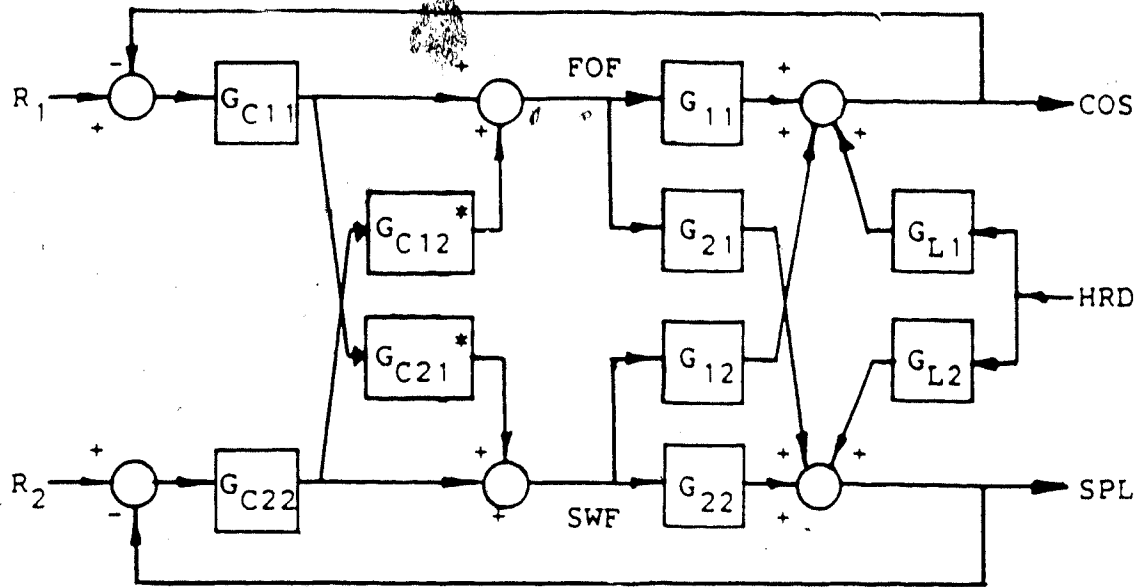 - + FOF +
R1 + GC11 + G11 + + COS
GC12* G21 GL1
HRD
GC21* G12 GL2
+ + + +
R2 - GC22 + SWF G22 + SPL